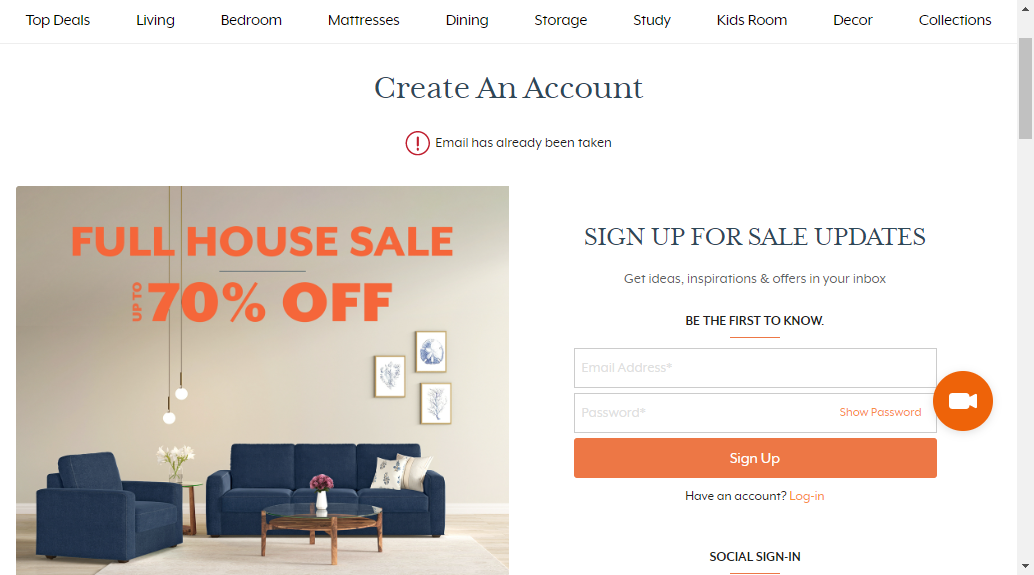 Top Deals Living Bedroom Mattresses Dining Storage Study Kids Room Decor Collections
Create An Account
Email has already been taken
FULL HOUSE SALE
UP TO 70% OFF
SIGN UP FOR SALE UPDATES
Get ideas, inspirations & offers in your inbox
BE THE FIRST TO KNOW.
Email Address*
Password* Show Password
Sign Up
Have an account? Log-in
SOCIAL SIGN-IN